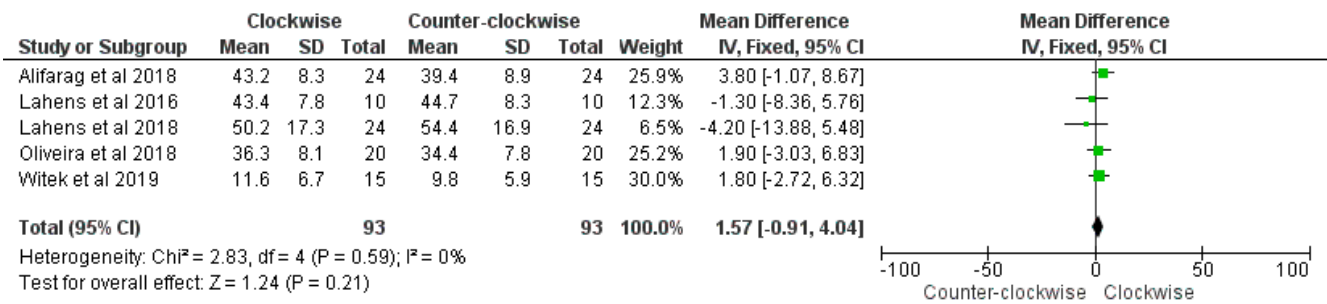 Clockwise Counter-clockwise Mean Difference Mean Difference
Study or Subgroup Mean SD Total Mean SD Total Weight IV, Fixed, 95% CI IV, Fixed, 95% CI
Alifarag et al 2018 43.2 8.3 24 39.4 8.9 24 25.9% 3.80 [-1.07, 8.67]
Lahens et al 2016 43.4 7.8 10 44.7 8.3 10 12.3% -1.30 [-8.36, 5.76]
Lahens et al 2018 50.2 17.3 24 54.4 16.9 24 6.5% -4.20 [-13.88, 5.48]
Oliveira et al 2018 36.3 8.1 20 34.4 7.8 20 25.2% 1.90 [-3.03, 6.83]
Witek et al 2019 11.6 6.7 15 9.8 5.9 15 30.0% 1.80 [-2.72, 6.32]
Total (95% CI) 93 93 100.0% 1.57 [-0.91, 4.04]
Heterogeneity: Chi² = 2.83, df = 4 (P = 0.59); I² = 0%
Test for overall effect: Z = 1.24 (P = 0.21)
-100 -50 0 50 100
Counter-clockwise Clockwise